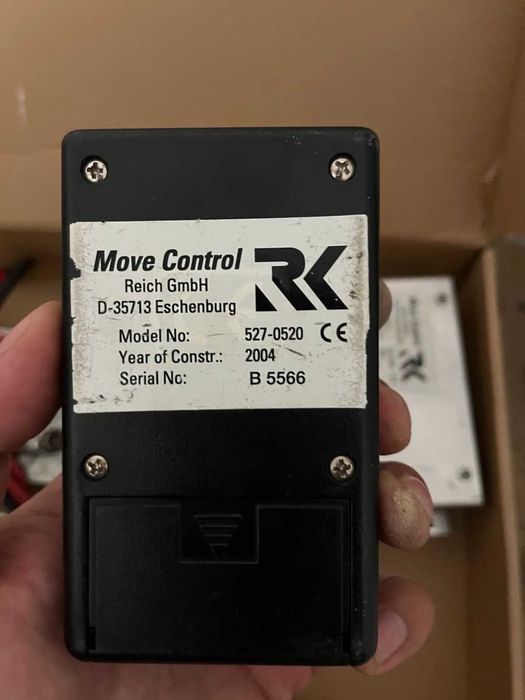 Move Control
RK
Reich GmbH
D-35713 Eschenburg
Model No: 527-0520 CE
Year of Constr.: 2004
Serial No: B 5566